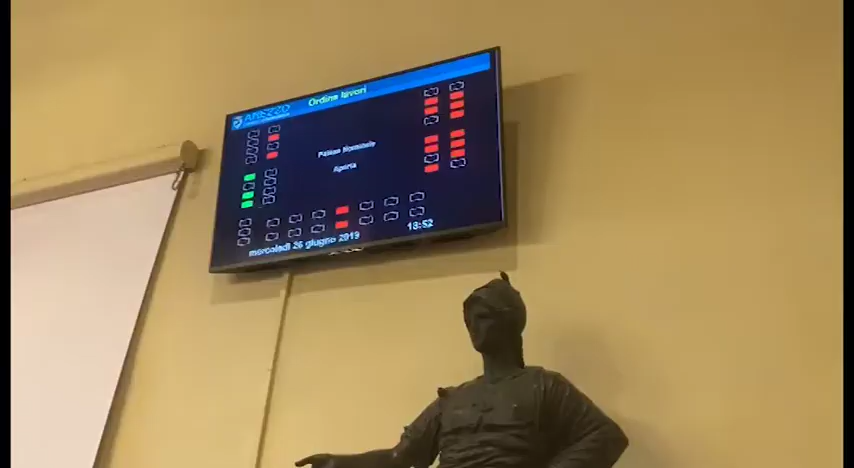 AREZZO
Ordine lavori
Palese Nominale
Aperta
mercoledì 26 giugno 2019
18:52